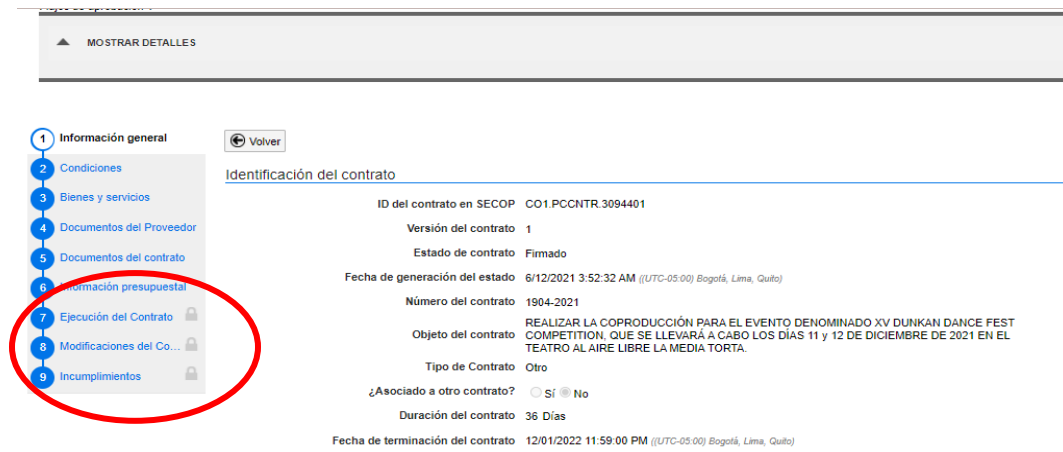 MOSTRAR DETALLES
1 Información general
2 Condiciones
3 Bienes y servicios
4 Documentos del Proveedor
5 Documentos del contrato
6 Información presupuestal
7 Ejecución del Contrato
8 Modificaciones del Co...
9 Incumplimientos
Volver
Identificación del contrato
ID del contrato en SECOP CO1.PCCNTR.3094401
Versión del contrato 1
Estado de contrato Firmado
Fecha de generación del estado 6/12/2021 3:52:32 AM ((UTC-05:00) Bogotá, Lima, Quito)
Número del contrato 1904-2021
Objeto del contrato REALIZAR LA COPRODUCCIÓN PARA EL EVENTO DENOMINADO XV DUNKAN DANCE FEST
COMPETITION, QUE SE LLEVARÁ A CABO LOS DÍAS 11 y 12 DE DICIEMBRE DE 2021 EN EL
TEATRO AL AIRE LIBRE LA MEDIA TORTA.
Tipo de Contrato Otro
¿Asociado a otro contrato? Sí No
Duración del contrato 36 Días
Fecha de terminación del contrato 12/01/2022 11:59:00 PM ((UTC-05:00) Bogotá, Lima, Quito)